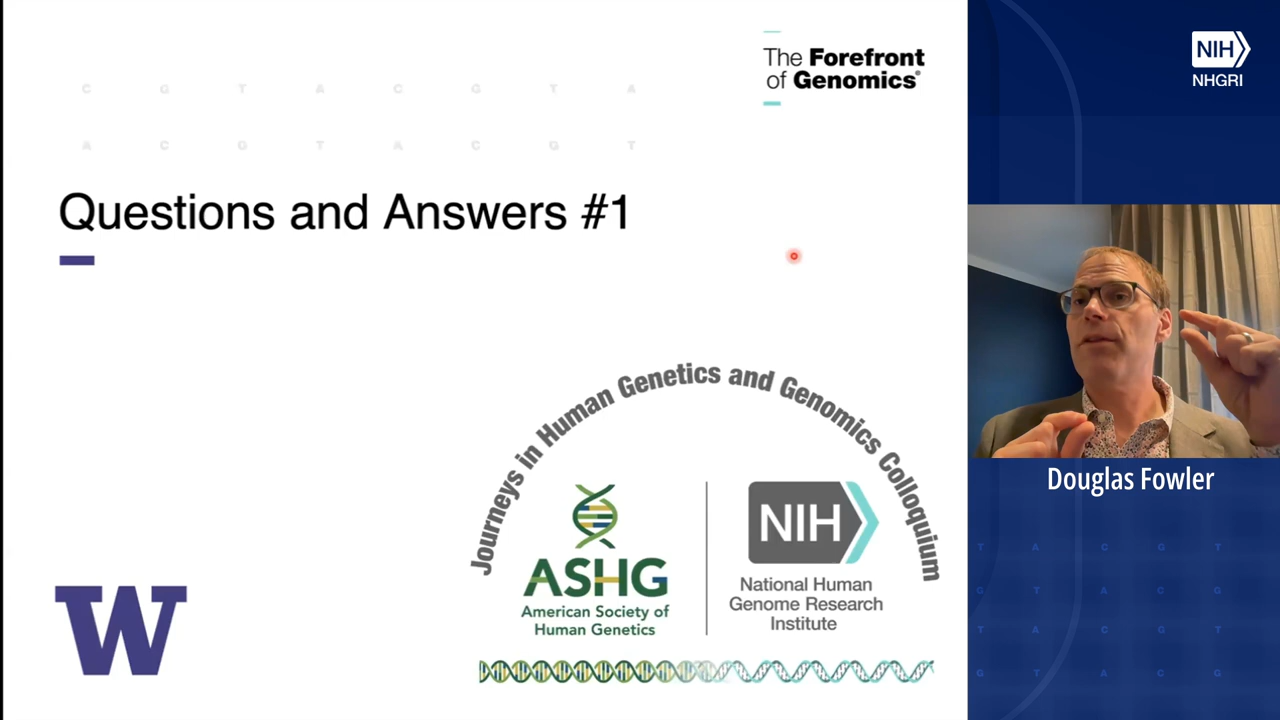 The Forefront
of Genomics®
C G T A C G T A
A C G T A C G T
Questions and Answers #1
Journeys in Human Genetics and Genomics Colloquium
ASHG
American Society of
Human Genetics
NIH
National Human
Genome Research
Institute
W
NIH
NHGRI
Douglas Fowler
T A C G T
G T A C G
T A C G T
G T A C G